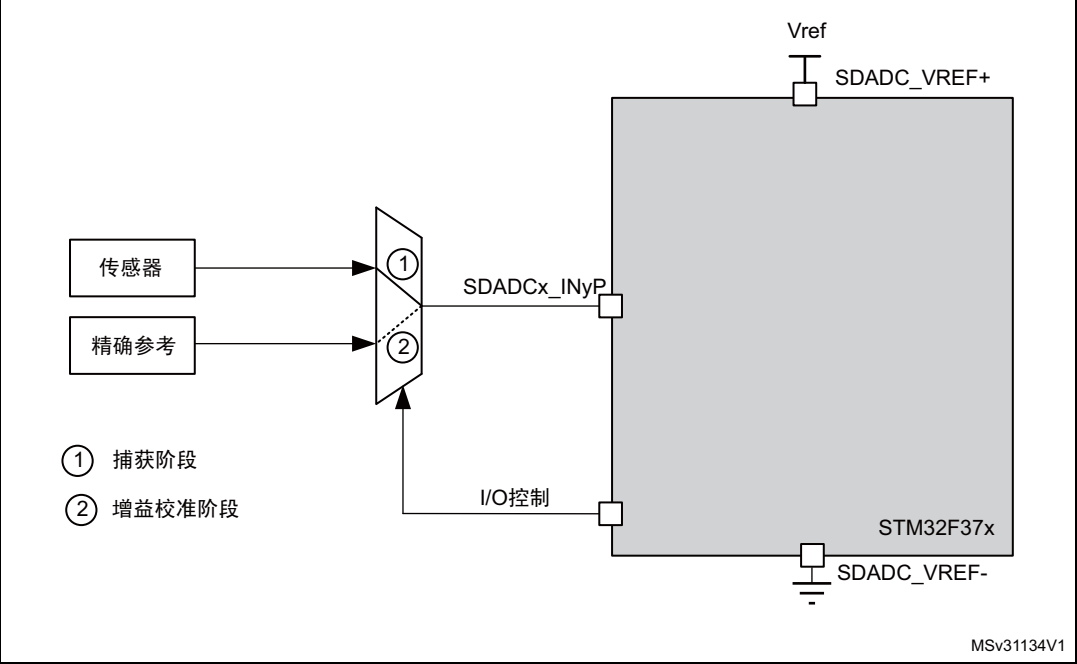 Vref
SDADC_VREF+
传感器
①
SDADCx_INyP
精确参考
②
① 捕获阶段
I/O控制
② 增益校准阶段
STM32F37x
SDADC_VREF-
MSv31134V1